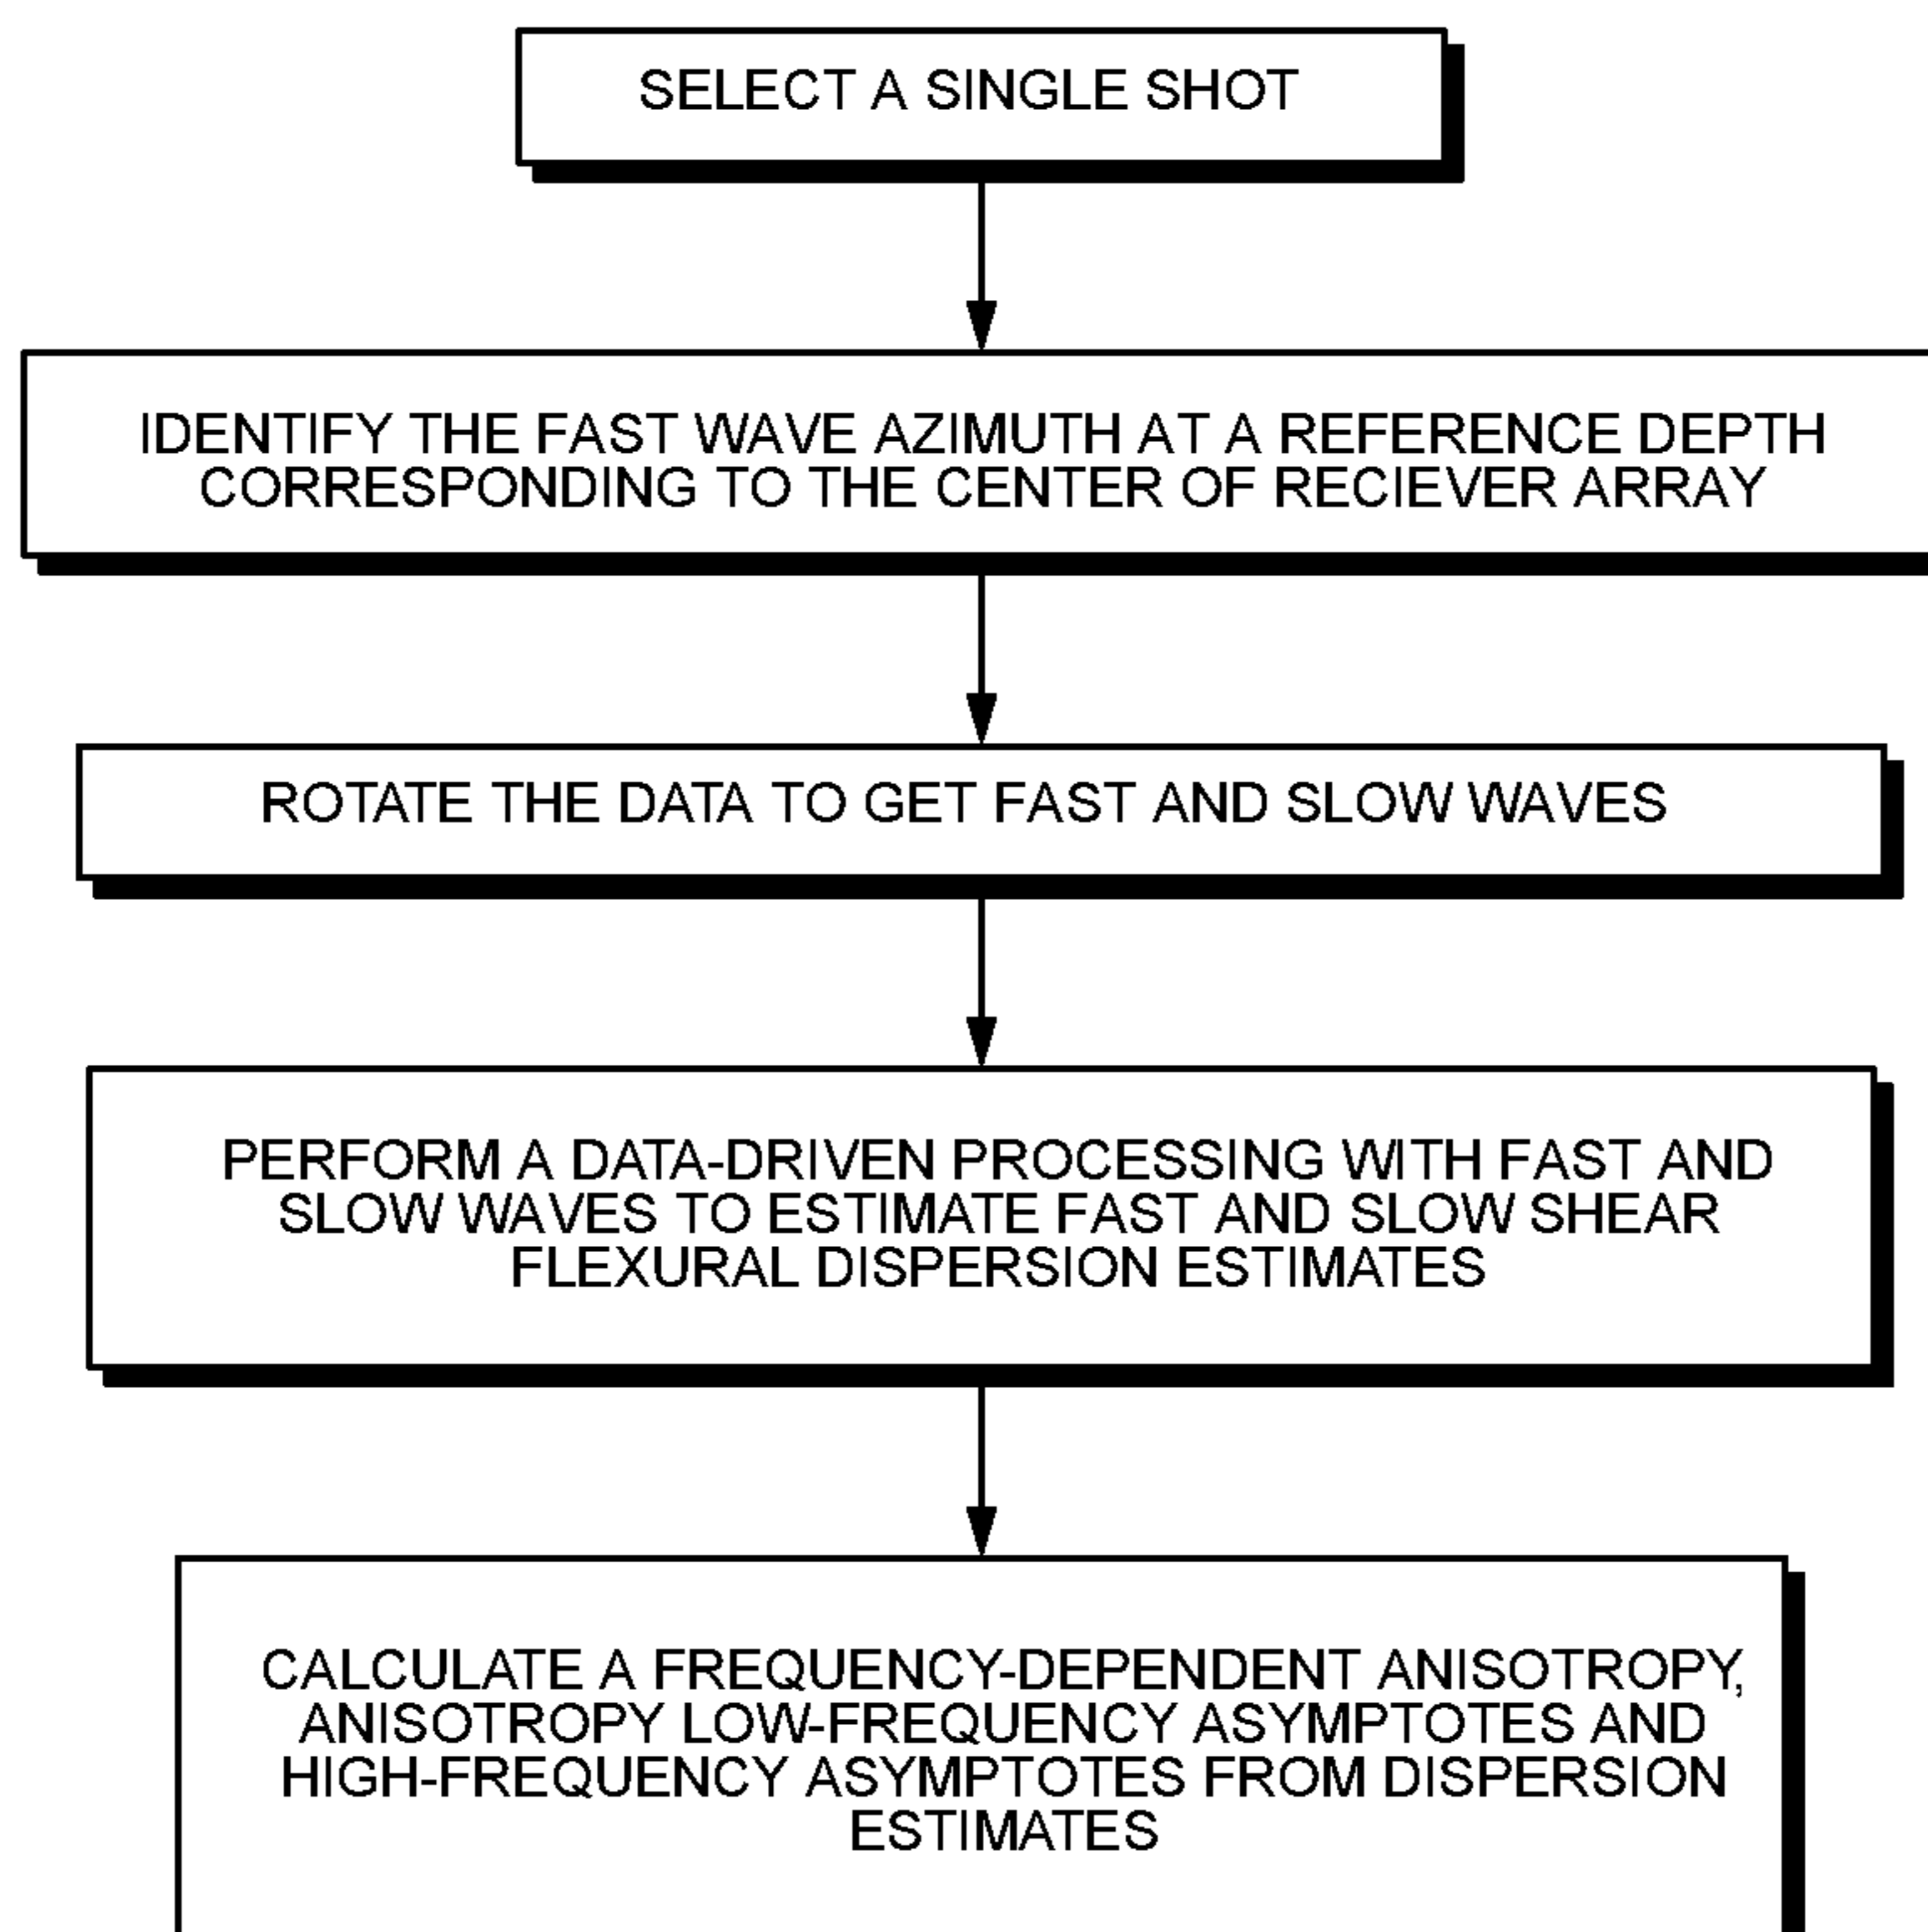 SELECT A SINGLE SHOT
IDENTIFY THE FAST WAVE AZIMUTH AT A REFERENCE DEPTH
CORRESPONDING TO THE CENTER OF RECIEVER ARRAY
ROTATE THE DATA TO GET FAST AND SLOW WAVES
PERFORM A DATA-DRIVEN PROCESSING WITH FAST AND
SLOW WAVES TO ESTIMATE FAST AND SLOW SHEAR
FLEXURAL DISPERSION ESTIMATES
CALCULATE A FREQUENCY-DEPENDENT ANISOTROPY,
ANISOTROPY LOW-FREQUENCY ASYMPTOTES AND
HIGH-FREQUENCY ASYMPTOTES FROM DISPERSION
ESTIMATES